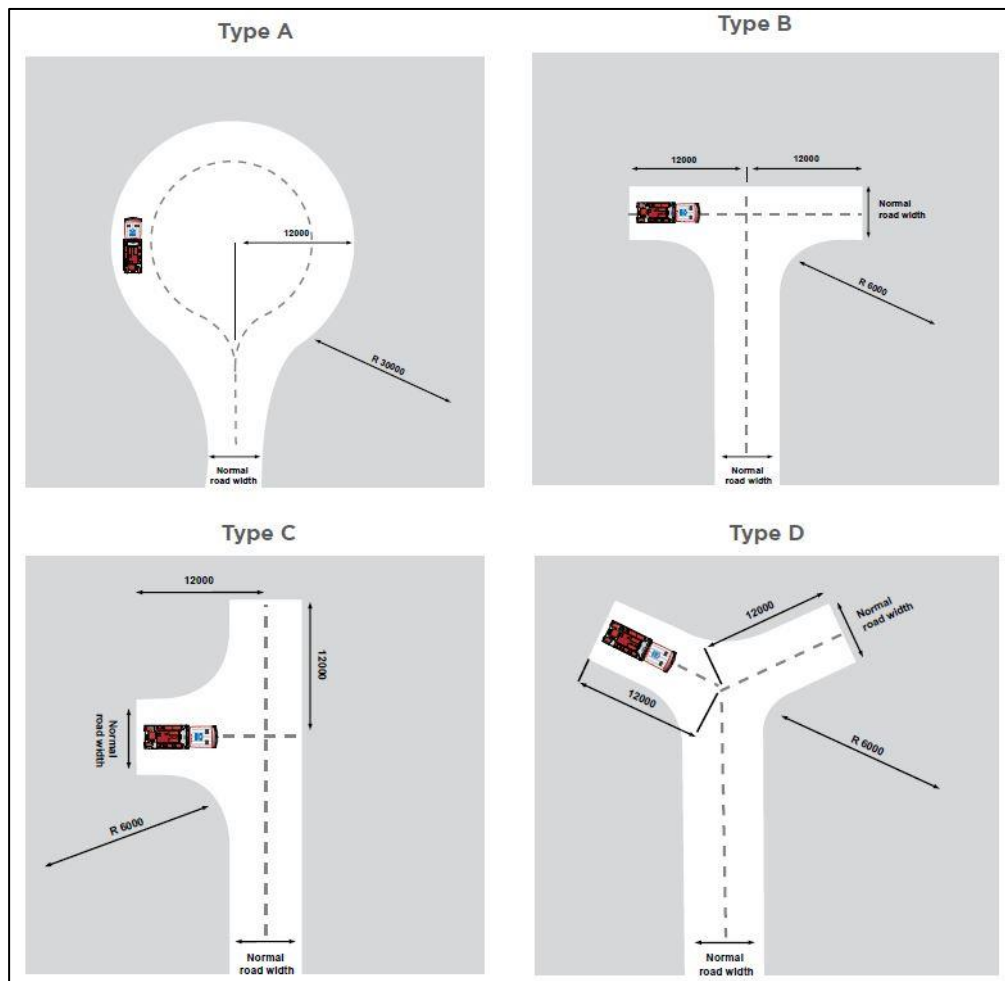 Type A
12000
R 30000
Normal
road width
Type B
12000
12000
Normal
road width
R 6000
Normal
road width
Type C
12000
12000
Normal
road width
R 6000
Normal
road width
Type D
12000
Normal
road width
12000
R 6000
Normal
road width